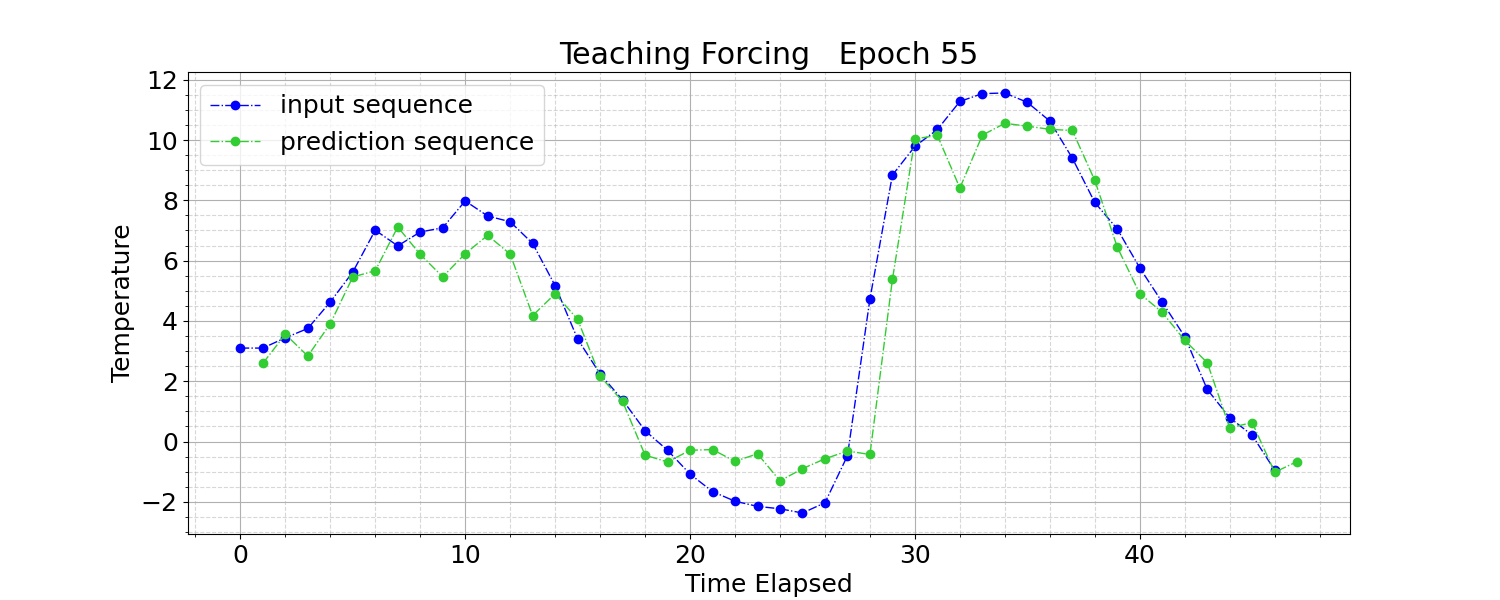 Teaching Forcing   Epoch 55
input sequence
prediction sequence
12
10
8
6
4
2
0
−2
Temperature
0 10 20 30 40
Time Elapsed